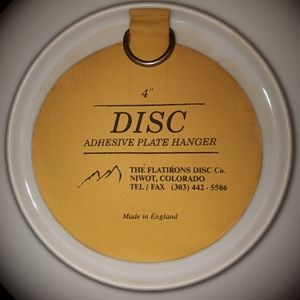 4"
DISC
ADHESIVE PLATE HANGER
THE FLATIRONS DISC Co.
NIWOT, COLORADO
TEL / FAX (303) 442 - 5586
Made in England